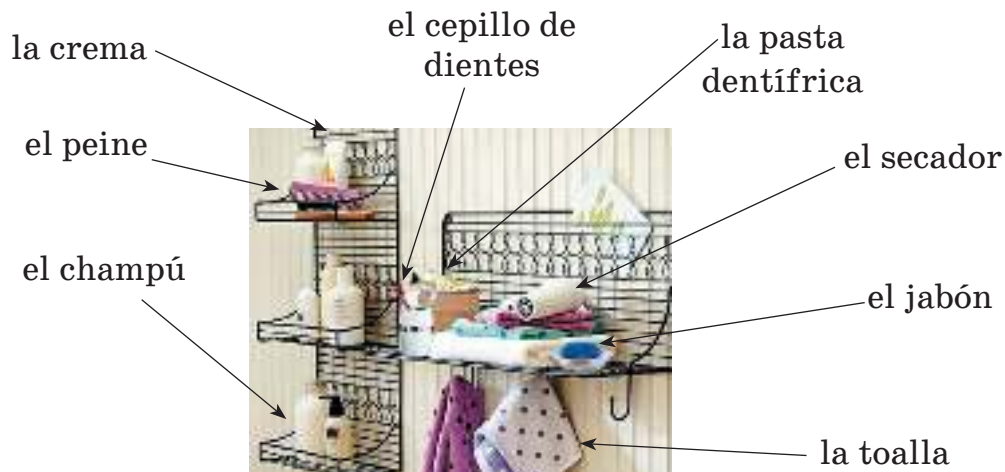 la crema
el cepillo de
dientes
la pasta
dentífrica
el peine
el secador
el champú
el jabón
la toalla